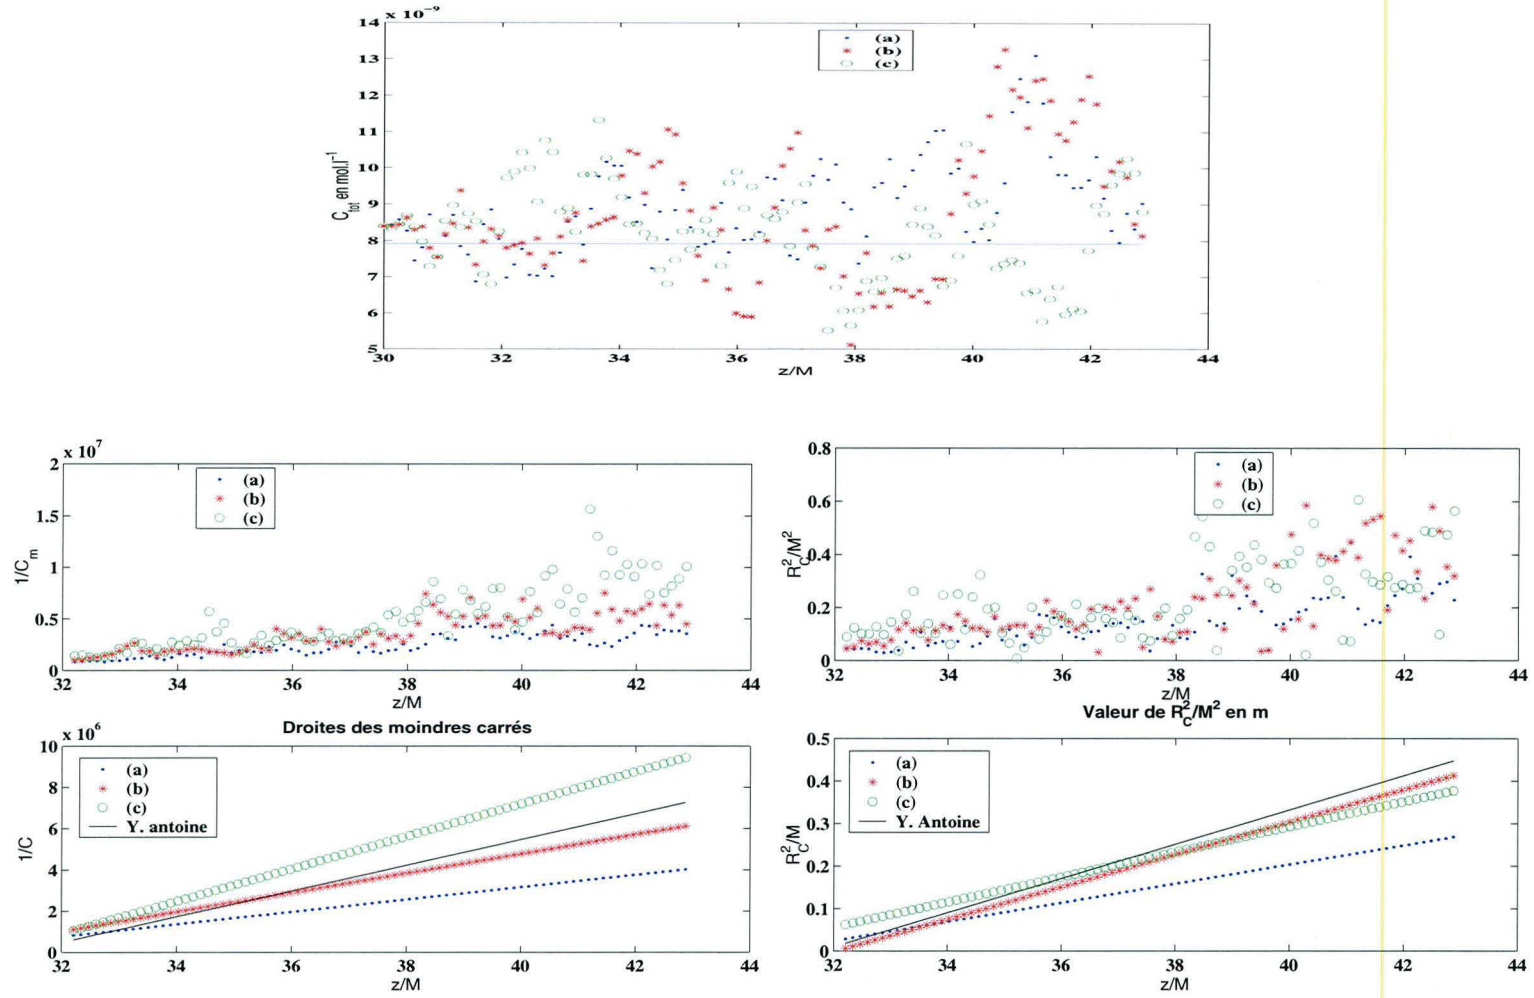 x 10⁻⁹
14
13
12
11
10
9
8
7
6
5
C_tot en mol.l⁻¹
(a)
(b)
(c)
30 32 34 36 38 40 42 44
z/M
x 10⁷
2
1.5
1
0.5
0
1/C_m
(a)
(b)
(c)
32 34 36 38 40 42 44
z/M
0.8
0.6
0.4
0.2
0
R_C²/M²
(a)
(b)
(c)
32 34 36 38 40 42 44
z/M
Droites des moindres carrés
x 10⁶
10
8
6
4
2
0
1/C
(a)
(b)
(c)
Y. antoine
32 34 36 38 40 42 44
z/M
Valeur de R_C²/M² en m
0.5
0.4
0.3
0.2
0.1
0
R_C²/M
(a)
(b)
(c)
Y. Antoine
32 34 36 38 40 42 44
z/M